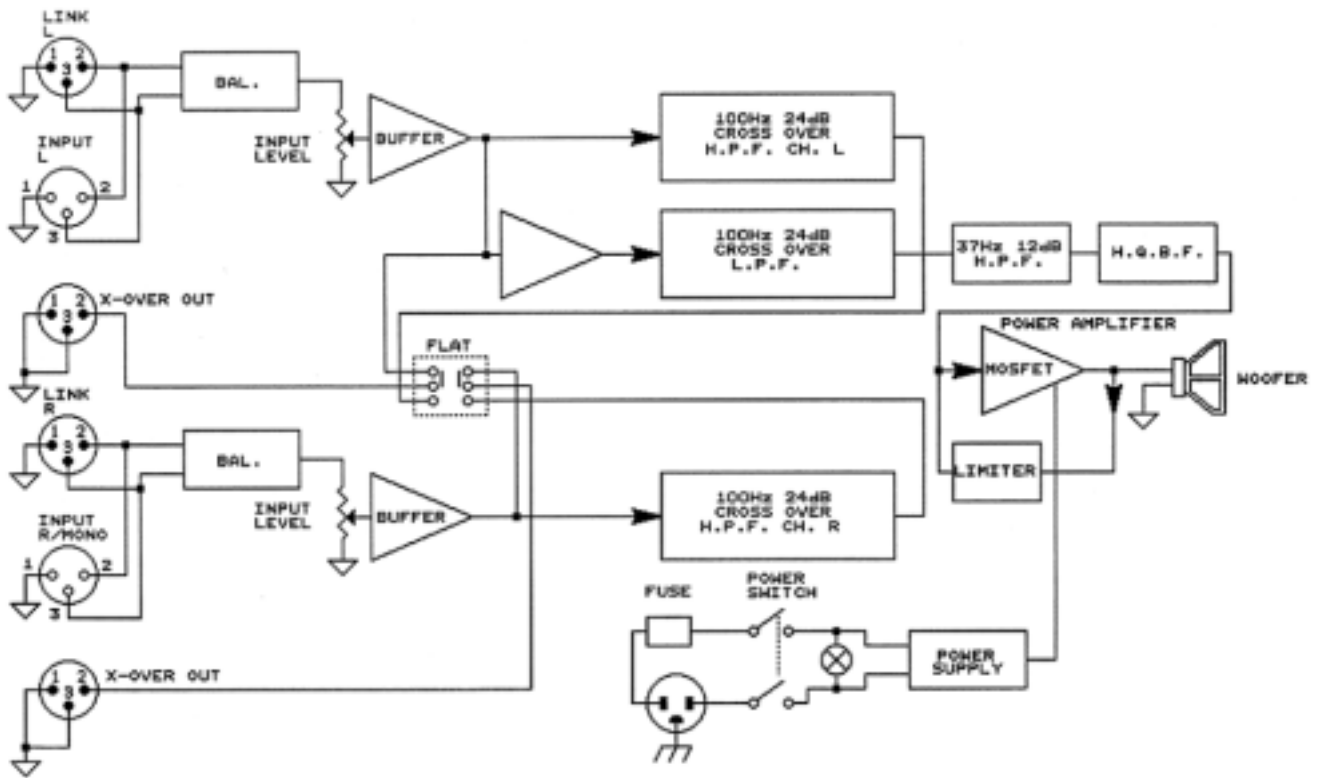 LINK
L
1 2
3
BAL.
INPUT
LEVEL
BUFFER
100Hz 24dB
CROSS OVER
H.P.F. CH. L
INPUT
L
1 2
3
100Hz 24dB
CROSS OVER
L.P.F.
37Hz 12dB
H.P.F.
H.Q.B.F.
X-OVER OUT
1 2
3
FLAT
POWER AMPLIFIER
MOSFET
WOOFER
LIMITER
LINK
R
1 2
3
BAL.
INPUT
LEVEL
BUFFER
100Hz 24dB
CROSS OVER
H.P.F. CH. R
INPUT
R/MONO
1 2
3
FUSE
POWER
SWITCH
POWER
SUPPLY
X-OVER OUT
1 2
3